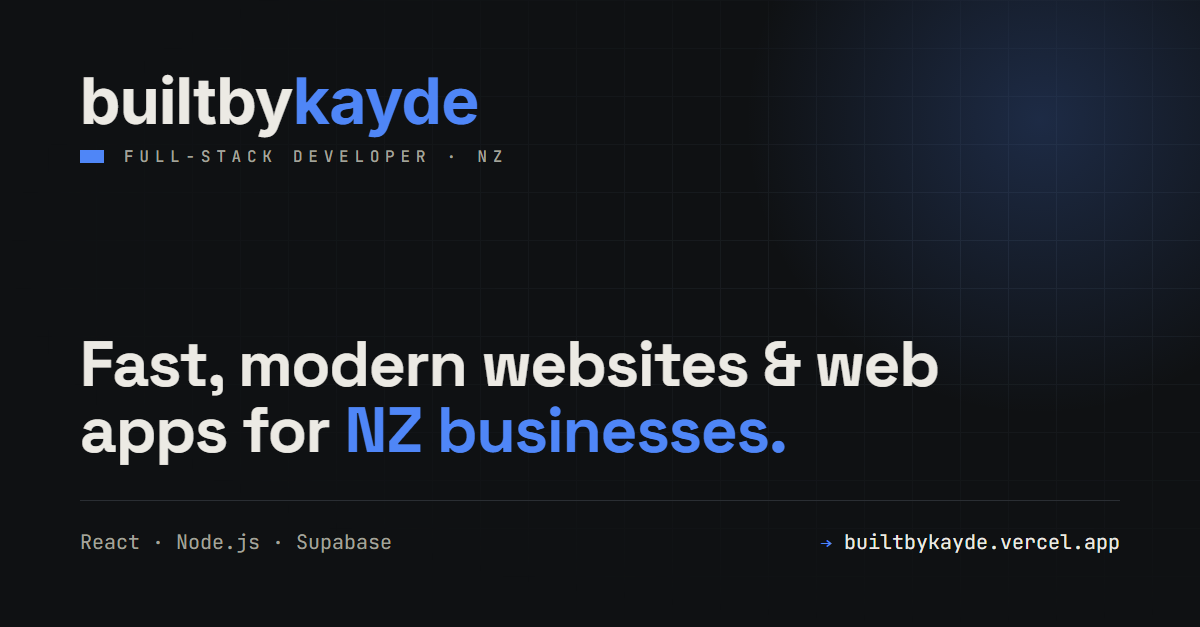 builtbykayde
FULL-STACK DEVELOPER · NZ
Fast, modern websites & web
apps for NZ businesses.
React · Node.js · Supabase
→ builtbykayde.vercel.app